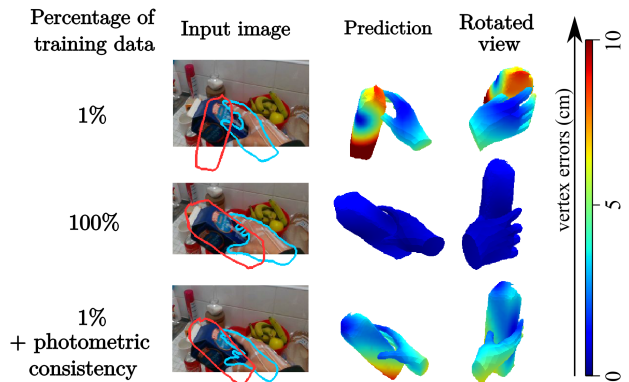 Percentage of
training data
Input image
Prediction
Rotated
view
1%
100%
1%
+ photometric
consistency
vertex errors (cm)
10
5
0